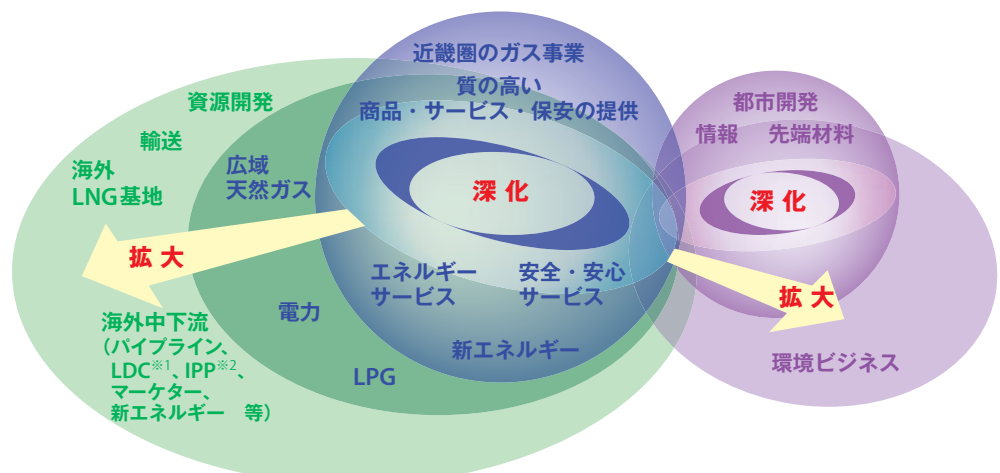 近畿圏のガス事業
質の高い
商品・サービス・保安の提供
資源開発
輸送
海外
LNG基地
広域
天然ガス
深化
拡大
エネルギー
サービス
安全・安心
サービス
電力
新エネルギー
LPG
海外中下流
（パイプライン、
LDC※1、IPP※2、
マーケター、
新エネルギー　等）
都市開発
情報　先端材料
深化
拡大
環境ビジネス